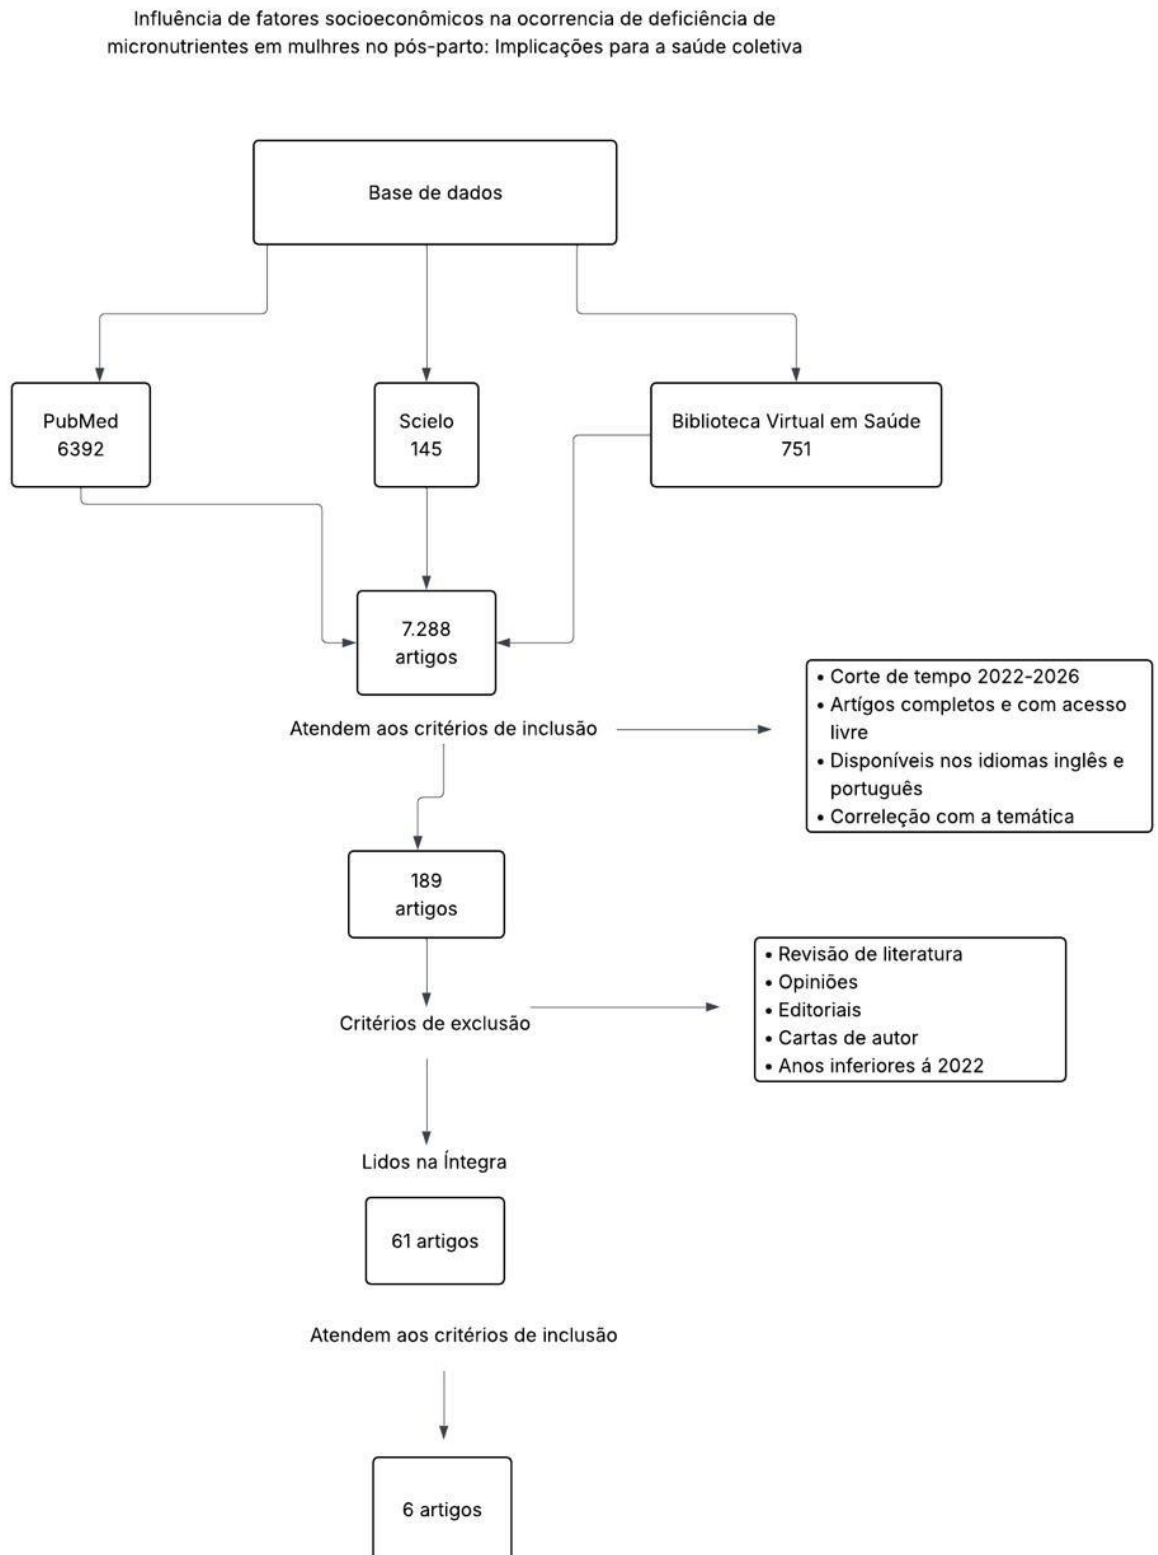 Influência de fatores socioeconômicos na ocorrencia de deficiência de
micronutrientes em mulhres no pós-parto: Implicações para a saúde coletiva
Base de dados
PubMed
6392
Scielo
145
Biblioteca Virtual em Saúde
751
7.288
artigos
Atendem aos critérios de inclusão
• Corte de tempo 2022-2026
• Artígos completos e com acesso
livre
• Disponíveis nos idiomas inglês e
português
• Correleção com a temática
189
artigos
Critérios de exclusão
• Revisão de literatura
• Opiniões
• Editoriais
• Cartas de autor
• Anos inferiores á 2022
Lidos na Íntegra
61 artigos
Atendem aos critérios de inclusão
6 artigos